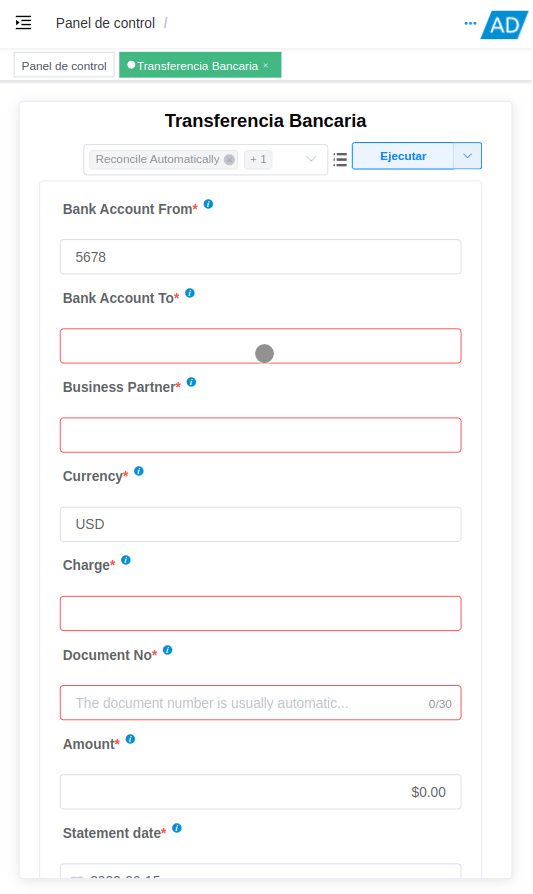 Panel de control /
AD
Panel de control
Transferencia Bancaria ×
Transferencia Bancaria
Reconcile Automatically
+ 1
Ejecutar
Bank Account From*
5678
Bank Account To*
Business Partner*
Currency*
USD
Charge*
Document No*
The document number is usually automatic...
0/30
Amount*
$0.00
Statement date*